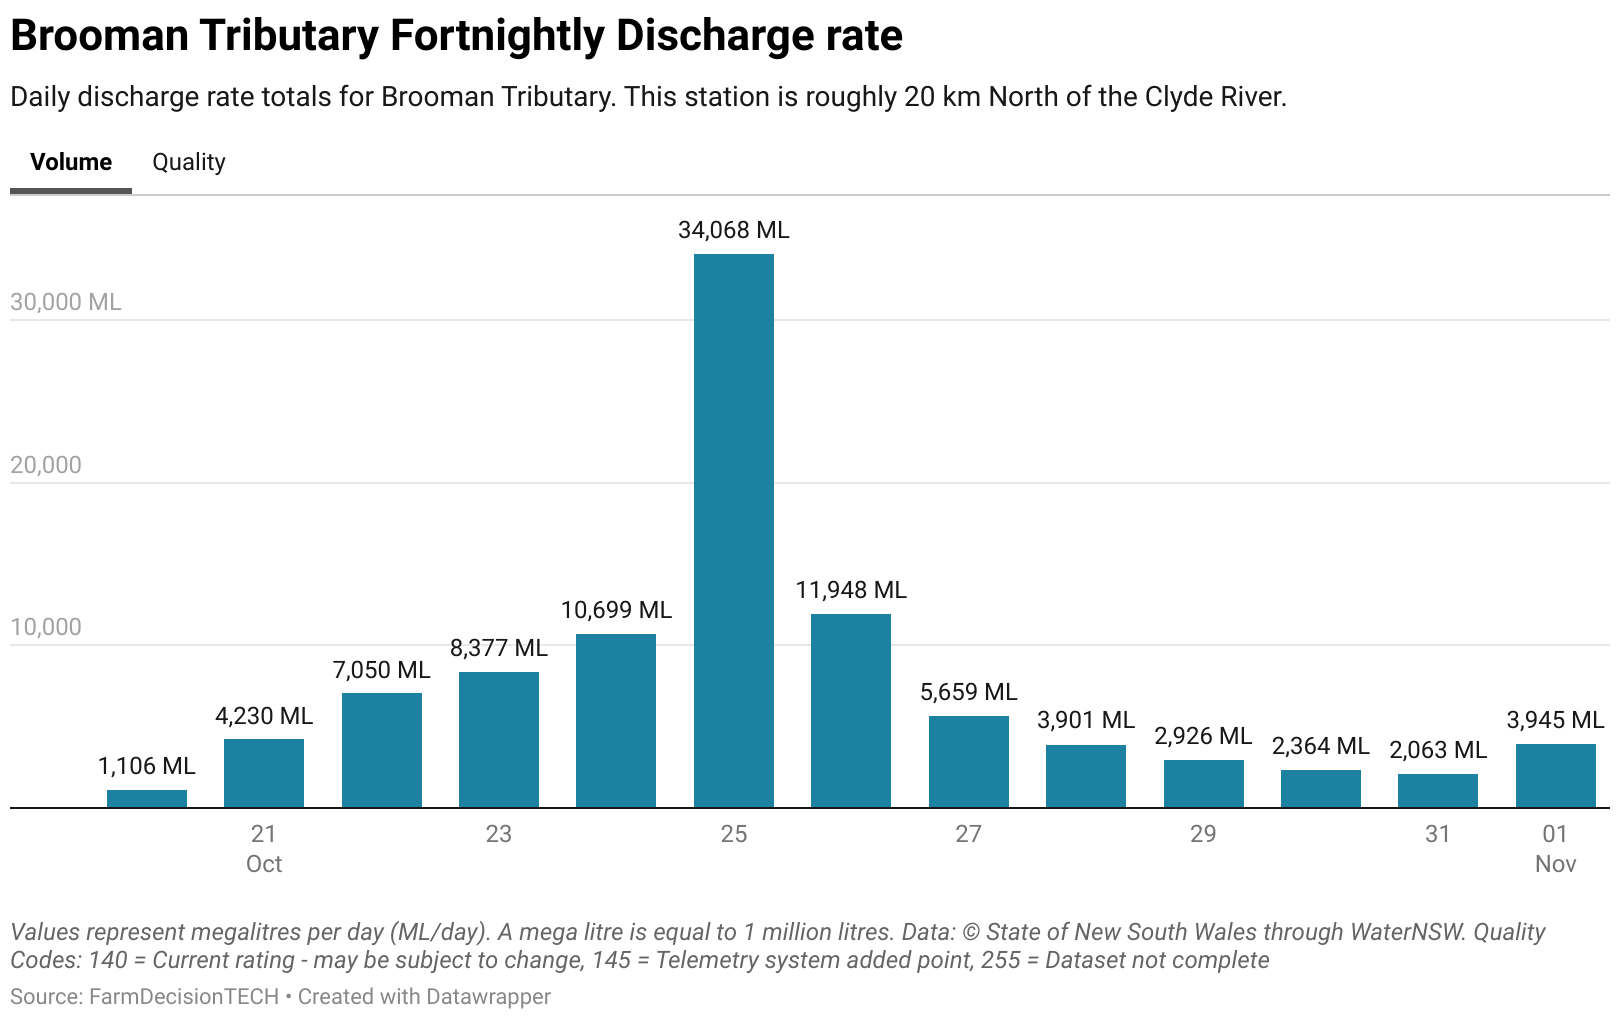 Brooman Tributary Fortnightly Discharge rate
Daily discharge rate totals for Brooman Tributary. This station is roughly 20 km North of the Clyde River.
Volume Quality
34,068 ML
30,000 ML
20,000
11,948 ML
10,699 ML
10,000
8,377 ML
7,050 ML
5,659 ML
4,230 ML
3,901 ML
3,945 ML
2,926 ML
2,364 ML
2,063 ML
1,106 ML
21 23 25 27 29 31 01
Oct Nov
Values represent megalitres per day (ML/day). A mega litre is equal to 1 million litres. Data: © State of New South Wales through WaterNSW. Quality
Codes: 140 = Current rating - may be subject to change, 145 = Telemetry system added point, 255 = Dataset not complete
Source: FarmDecisionTECH • Created with Datawrapper